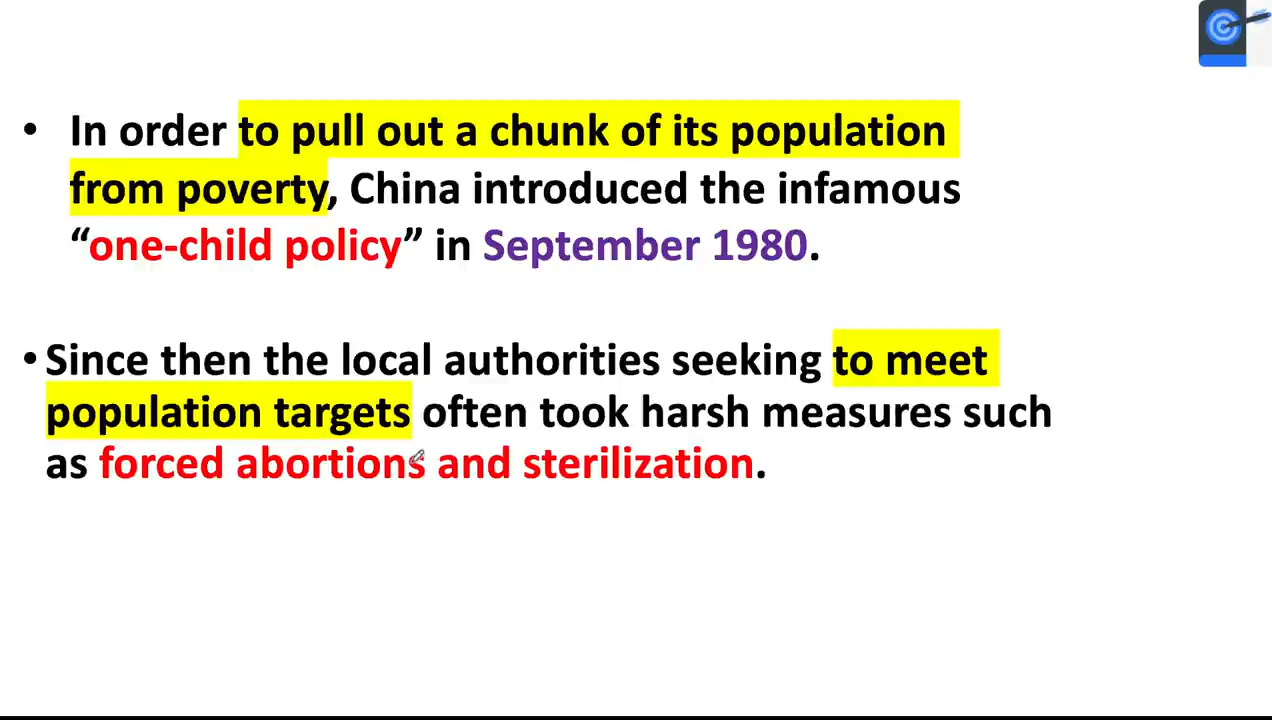 • In order to pull out a chunk of its population
from poverty, China introduced the infamous
“one-child policy” in September 1980.
• Since then the local authorities seeking to meet
population targets often took harsh measures such
as forced abortions and sterilization.